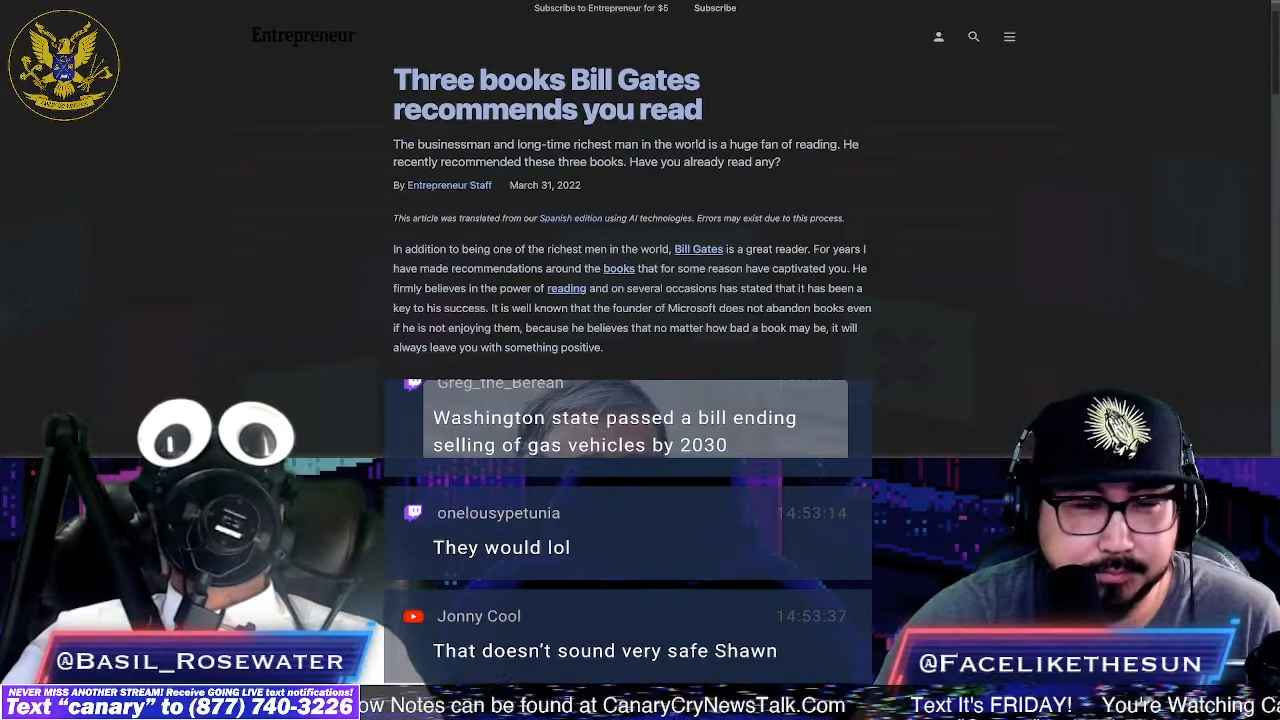 Subscribe to Entrepreneur for $5 Subscribe
Entrepreneur
Three books Bill Gates
recommends you read
The businessman and long-time richest man in the world is a huge fan of reading. He
recently recommended these three books. Have you already read any?
By Entrepreneur Staff March 31, 2022
This article was translated from our Spanish edition using AI technologies. Errors may exist due to this process.
In addition to being one of the richest men in the world, Bill Gates is a great reader. For years I
have made recommendations around the books that for some reason have captivated you. He
firmly believes in the power of reading and on several occasions has stated that it has been a
key to his success. It is well known that the founder of Microsoft does not abandon books even
if he is not enjoying them, because he believes that no matter how bad a book may be, it will
always leave you with something positive.
Greg_the_Berean
Washington state passed a bill ending
selling of gas vehicles by 2030
onelousypetunia 14:53:14
They would lol
Jonny Cool 14:53:37
That doesn't sound very safe Shawn
@BASIL_ROSEWATER
@FACELIKETHESUN
NEVER MISS ANOTHER STREAM! Receive GOING LIVE text notifications!
Text "canary" to (877) 740-3226
ow Notes can be found at CanaryCryNewsTalk.Com Text It's FRIDAY! – You're Watching Ca